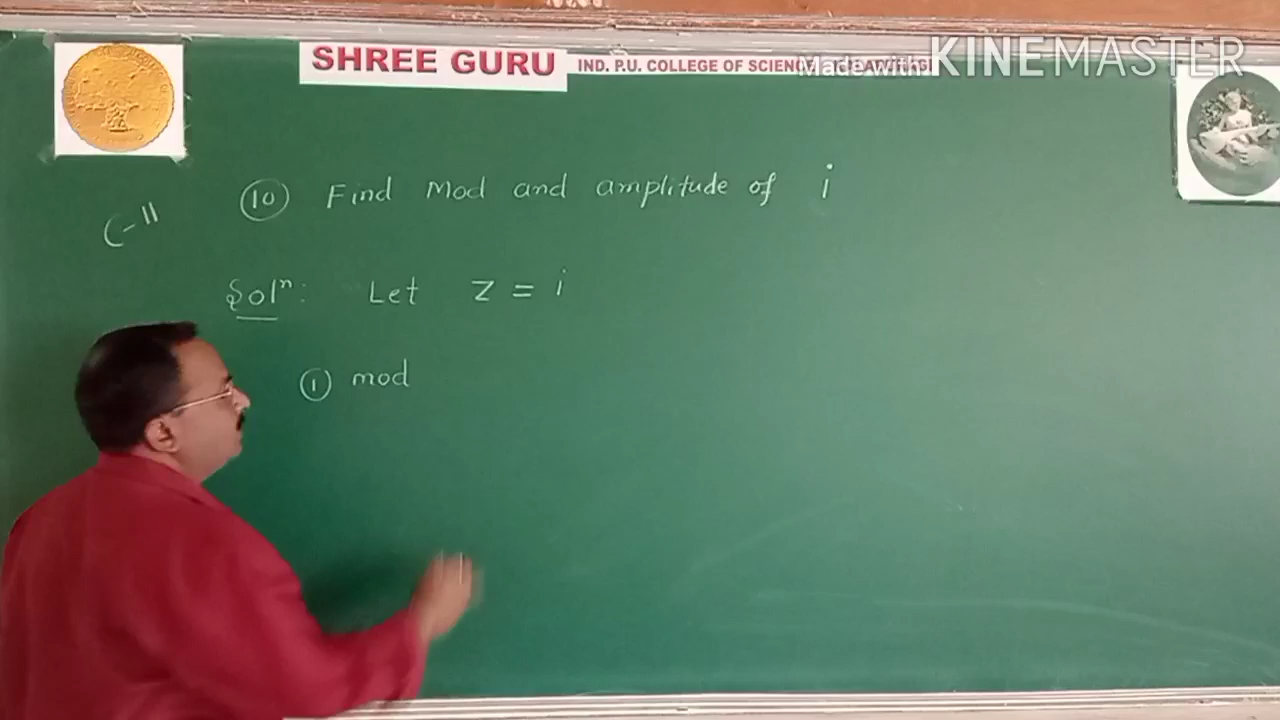 SHREE GURU IND. P.U. COLLEGE OF SCIENCE
Made with KINEMASTER
(10) Find Mod and amplitude of i
Solⁿ: Let z = i
(1) mod